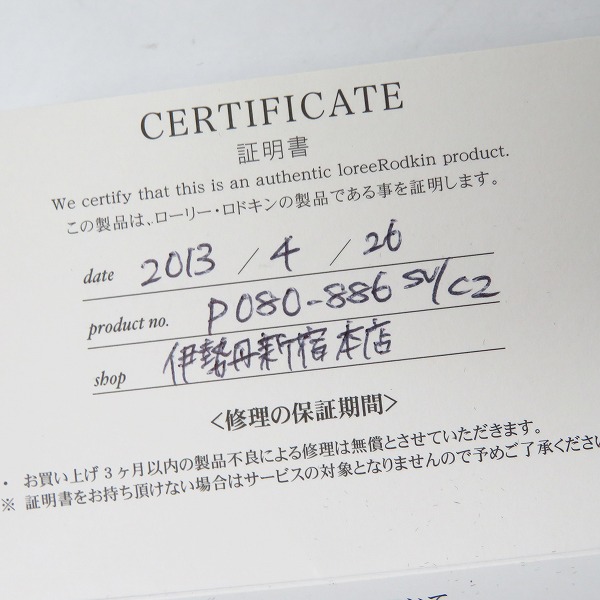 CERTIFICATE
証明書
We certify that this is an authentic loreeRodkin product.
この製品は、ローリー・ロドキンの製品である事を証明します。
date 2013 / 4 / 26
product no. P080-886 SV/CZ
shop 伊勢丹新宿本店
<修理の保証期間>
・ お買い上げ3ヶ月以内の製品不良による修理は無償とさせていただきます。
※ 証明書をお持ち頂けない場合はサービスの対象となりませんので予めご了承くださ